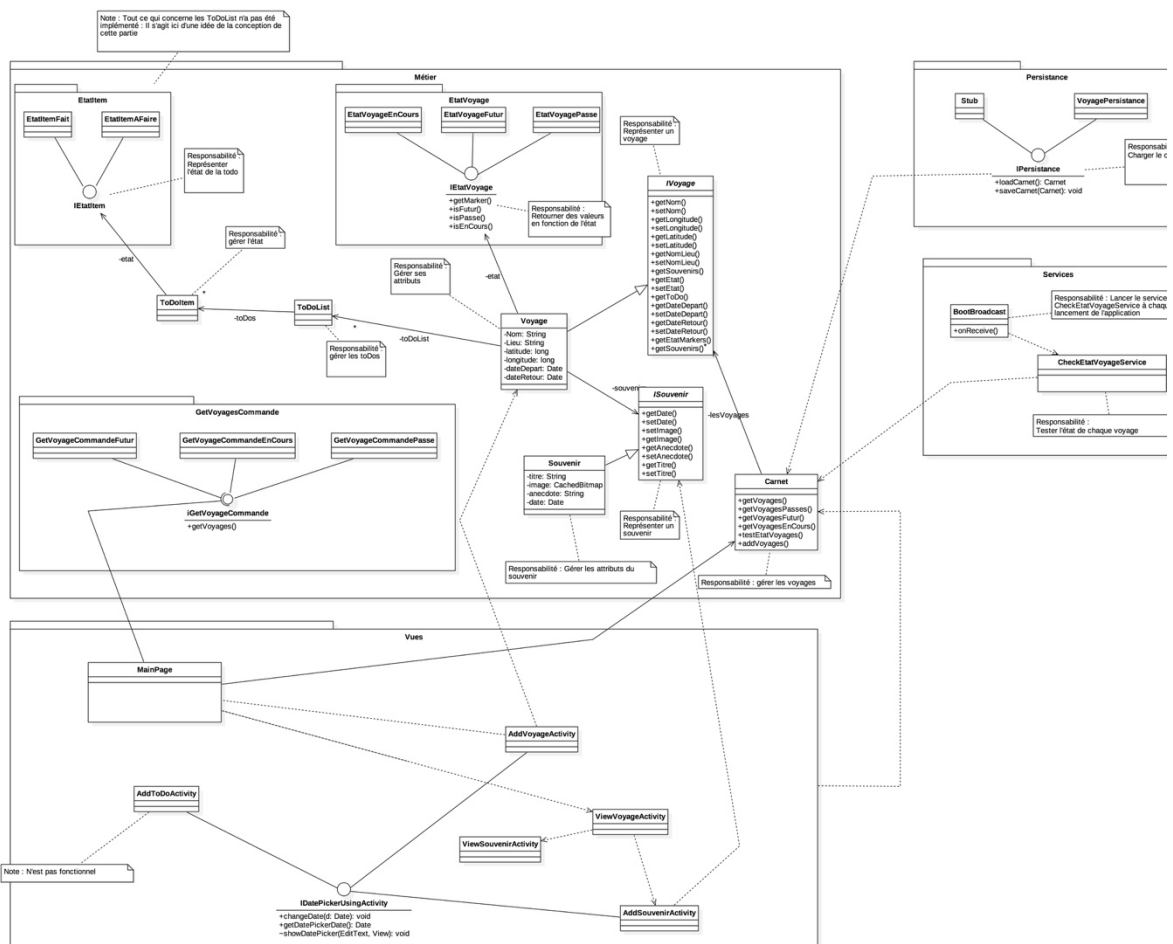 Note : Tout ce qui concerne les ToDoList n'a pas été
implémenté : Il s'agit ici d'une idée de la conception de
cette partie
Métier
EtatItem
EtatItemFait
EtatItemAFaire
Responsabilité :
Représenter
l'état de la todo
IEtatItem
-etat
EtatVoyage
EtatVoyageEnCours
EtatVoyageFutur
EtatVoyagePasse
IEtatVoyage
+getMarker()
+isFutur()
+isPasse()
+isEnCours()
Responsabilité :
Retourner des valeurs
en fonction de l'état
-etat
Responsabilité :
Représenter un
voyage
IVoyage
+getNom()
+setNom()
+getLongitude()
+setLongitude()
+getLatitude()
+setLatitude()
+getNomLieu()
+setNomLieu()
+getSouvenirs()
+getEtat()
+setEtat()
+getToDo()
+getDateDepart()
+setDateDepart()
+getDateRetour()
+setDateRetour()
+getEtatMarkers()
+getSouvenirs()
*
Responsabilité :
gérer l'état
ToDoItem
*
-toDos
ToDoList
*
-toDoList
Responsabilité :
gérer les toDos
Responsabilité :
Gérer ses
attributs
Voyage
-Nom: String
-Lieu: String
-latitude: long
-longitude: long
-dateDepart: Date
-dateRetour: Date
-souvenir
ISouvenir
+getDate()
+setDate()
+setImage()
+getImage()
+getAnecdote()
+setAnecdote()
+getTitre()
+setTitre()
-lesVoyages
GetVoyagesCommande
GetVoyageCommandeFutur
GetVoyageCommandeEnCours
GetVoyageCommandePasse
iGetVoyageCommande
+getVoyages()
Souvenir
-titre: String
-image: CachedBitmap
-anecdote: String
-date: Date
Responsabilité :
Représenter un
souvenir
Responsabilité : Gérer les attributs du
souvenir
Carnet
+getVoyages()
+getVoyagesPasses()
+getVoyagesFutur()
+getVoyagesEnCours()
+testEtatVoyages()
+addVoyages()
Responsabilité : gérer les voyages
Persistance
Stub
VoyagePersistance
IPersistance
+loadCarnet(): Carnet
+saveCarnet(Carnet): void
Responsabi
Charger le c
Services
BootBroadcast
+onReceive()
Responsabilité : Lancer le service
CheckEtatVoyageService à chaqu
lancement de l'application
CheckEtatVoyageService
Responsabilité :
Tester l'état de chaque voyage
Vues
MainPage
AddVoyageActivity
AddToDoActivity
Note : N'est pas fonctionnel
ViewVoyageActivity
ViewSouvenirActivity
IDatePickerUsingActivity
+changeDate(d: Date): void
+getDatePickerDate(): Date
~showDatePicker(EditText, View): void
AddSouvenirActivity